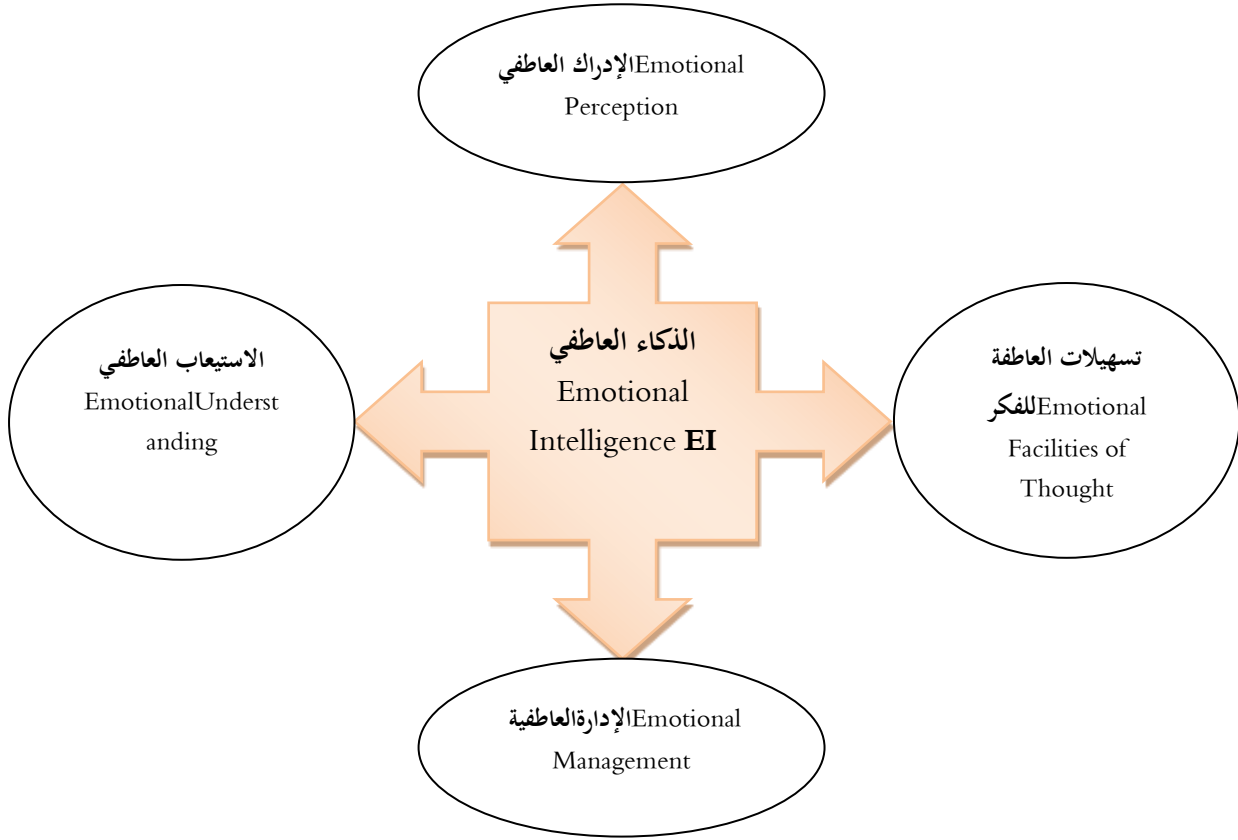 الإدراك العاطفيEmotional
Perception
الذكاء العاطفي
Emotional
Intelligence EI
الاستيعاب العاطفي
EmotionalUnderst
anding
تسهيلات العاطفة
للفكرEmotional
Facilities of
Thought
الإدارةالعاطفيةEmotional
Management